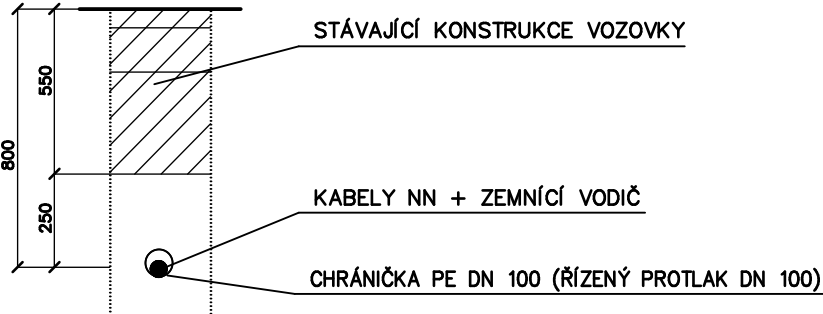 STÁVAJÍCÍ KONSTRUKCE VOZOVKY
550
800
250
KABELY NN + ZEMNÍCÍ VODIČ
CHRÁNIČKA PE DN 100 (ŘÍZENÝ PROTLAK DN 100)